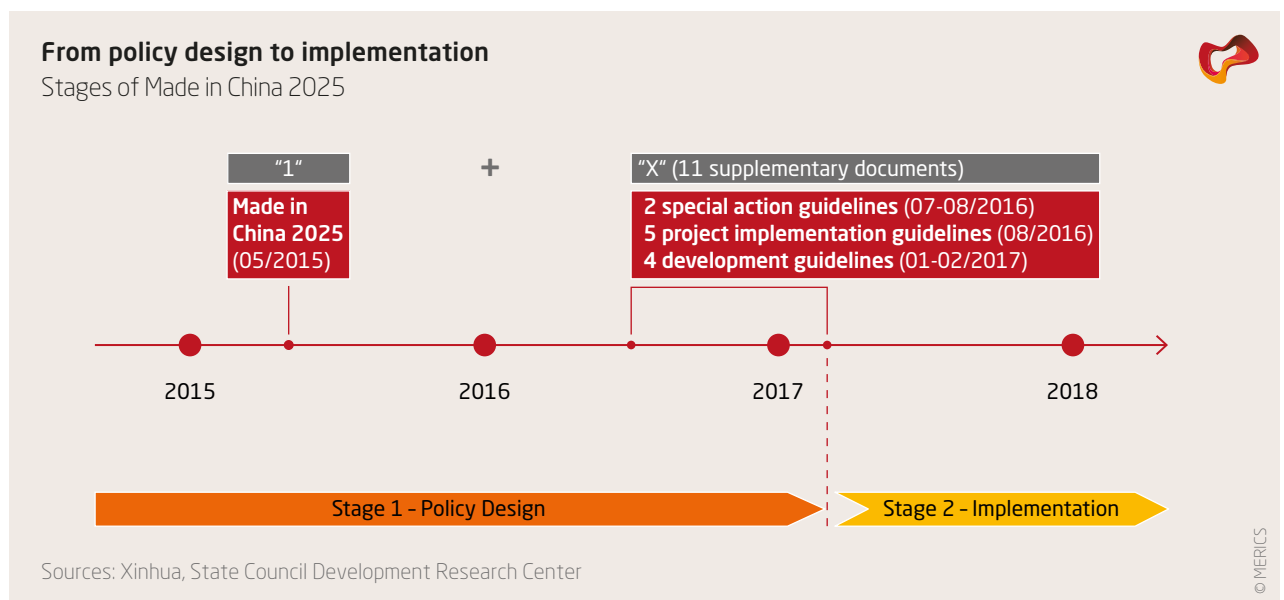 From policy design to implementation
Stages of Made in China 2025
“1“
+
“X“ (11 supplementary documents)
Made in
China 2025
(05/2015)
2 special action guidelines (07-08/2016)
5 project implementation guidelines (08/2016)
4 development guidelines (01-02/2017)
2015
2016
2017
2018
Stage 1 – Policy Design
Stage 2 – Implementation
Sources: Xinhua, State Council Development Research Center
© MERICS